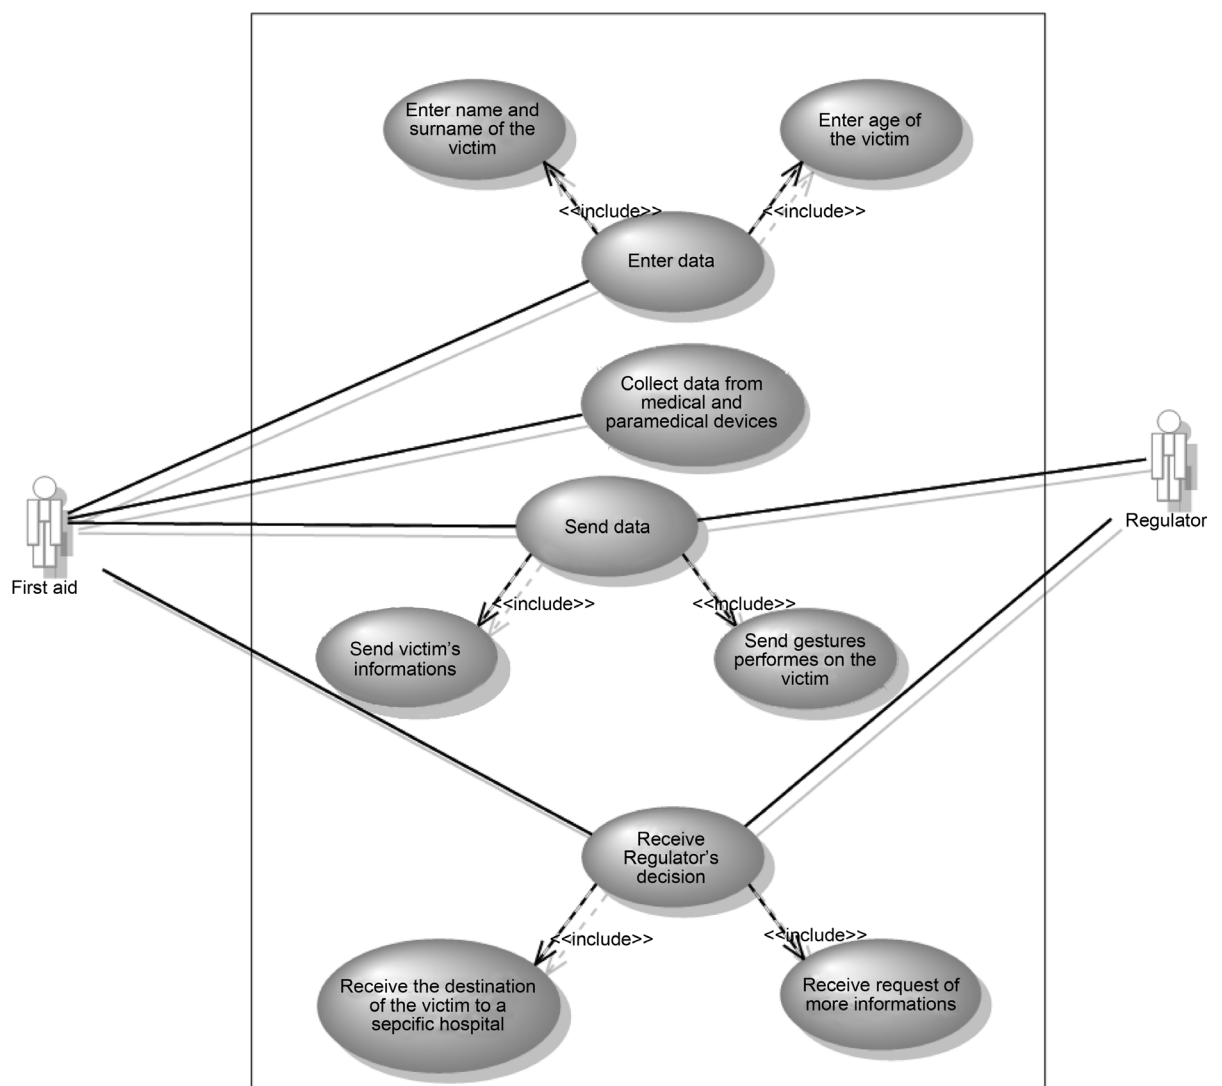 Enter name and
surname of the
victim
Enter age of
the victim
<<include>>
<<include>>
Enter data
Collect data from
medical and
paramedical devices
Send data
Regulator
First aid
<<include>>
<<include>>
Send victim's
informations
Send gestures
performes on the
victim
Receive
Regulator's
decision
<<include>>
<<include>>
Receive the destination
of the victim to a
sepcific hospital
Receive request of
more informations